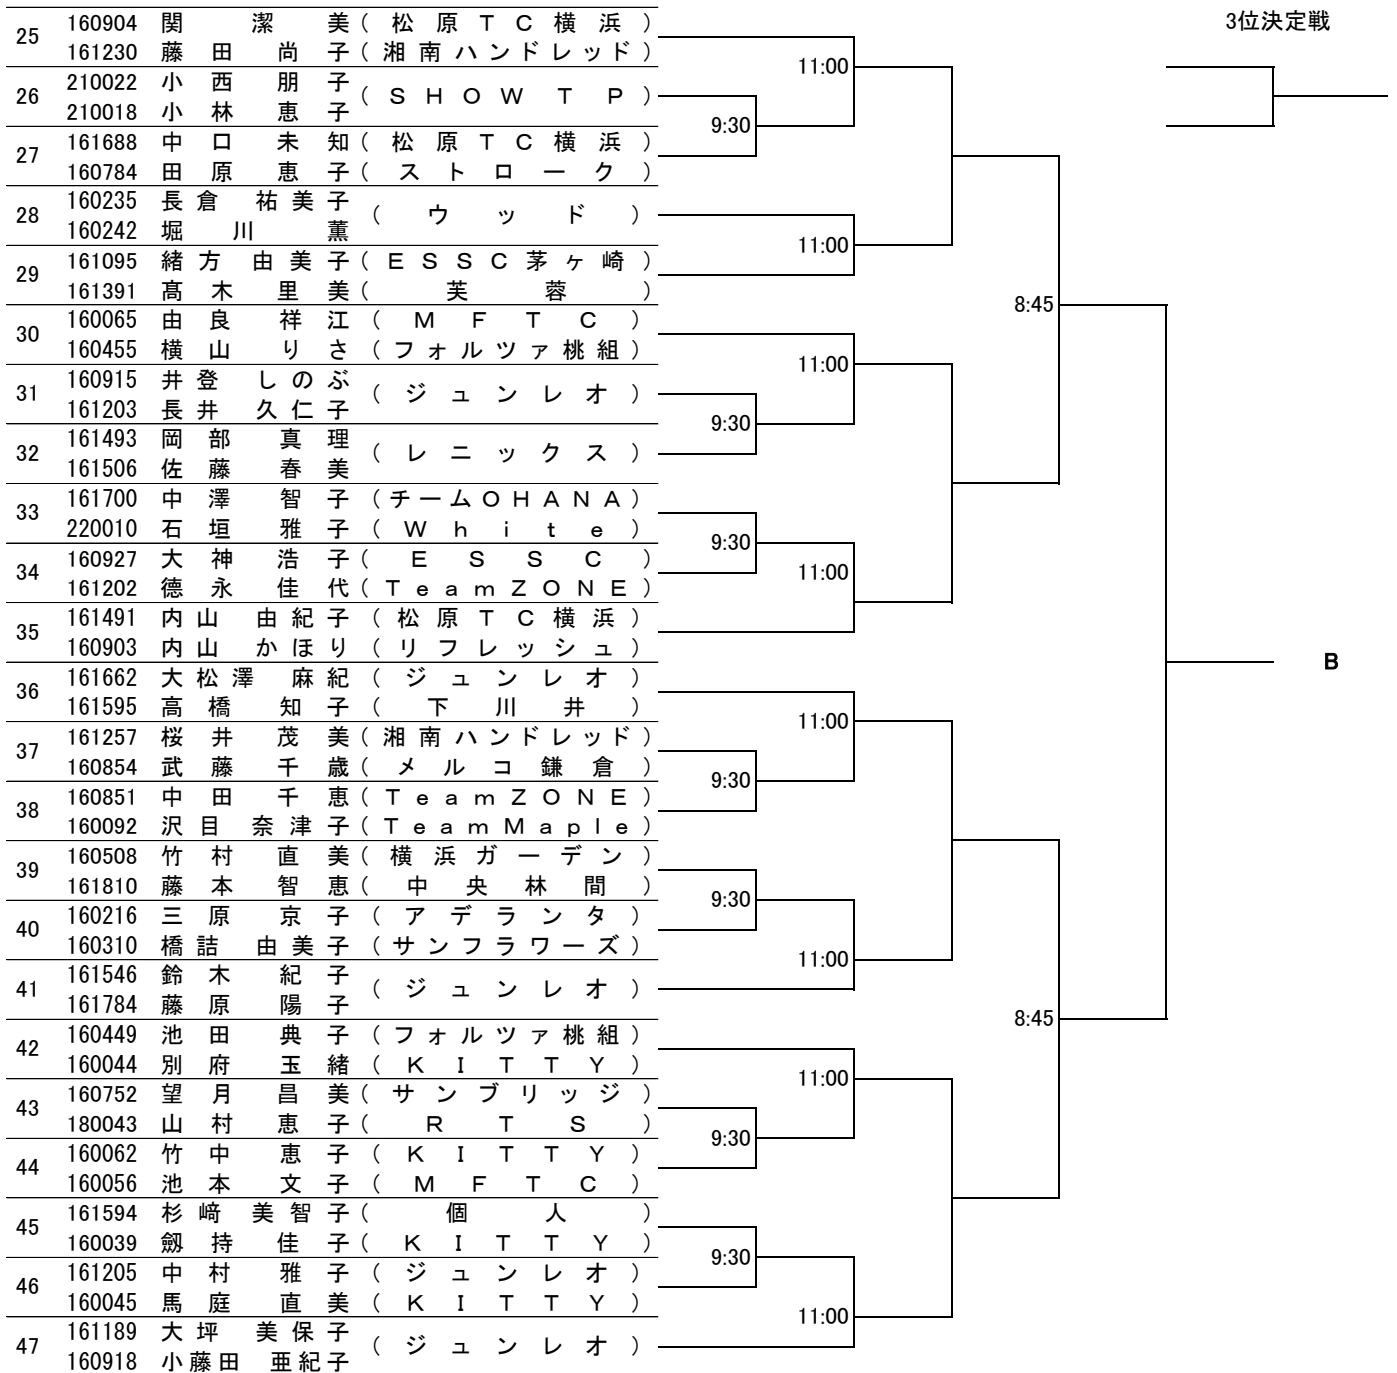 3位決定戦
25 160904 関 潔 美 ( 松 原 T C 横 浜 )
161230 藤 田 尚 子 ( 湘 南 ハ ン ド レ ッ ド )
11:00
26 210022 小 西 朋 子 ( S H O W T P )
210018 小 林 恵 子
9:30
27 161688 中 口 未 知 ( 松 原 T C 横 浜 )
160784 田 原 恵 子 ( ス ト ロ ー ク )
28 160235 長 倉 祐 美 子 ( ウ ッ ド )
160242 堀 川 薫
11:00
29 161095 緒 方 由 美 子 ( E S S C 茅 ヶ 崎 )
161391 髙 木 里 美 ( 芙 蓉 )
8:45
30 160065 由 良 祥 江 ( M F T C )
160455 横 山 り さ ( フ ォ ル ツ ァ 桃 組 )
11:00
31 160915 井 登 し の ぶ ( ジ ュ ン レ オ )
161203 長 井 久 仁 子
9:30
32 161493 岡 部 真 理 ( レ ニ ッ ク ス )
161506 佐 藤 春 美
33 161700 中 澤 智 子 ( チ ー ム O H A N A )
220010 石 垣 雅 子 ( W h i t e )
9:30
34 160927 大 神 浩 子 ( E S S C )
161202 德 永 佳 代 ( T e a m Z O N E )
11:00
35 161491 内 山 由 紀 子 ( 松 原 T C 横 浜 )
160903 内 山 か ほ り ( リ フ レ ッ シ ュ )
B
36 161662 大 松 澤 麻 紀 ( ジ ュ ン レ オ )
161595 高 橋 知 子 ( 下 川 井 )
11:00
37 161257 桜 井 茂 美 ( 湘 南 ハ ン ド レ ッ ド )
160854 武 藤 千 歳 ( メ ル コ 鎌 倉 )
9:30
38 160851 中 田 千 恵 ( T e a m Z O N E )
160092 沢 目 奈 津 子 ( T e a m M a p l e )
39 160508 竹 村 直 美 ( 横 浜 ガ ー デ ン )
161810 藤 本 智 恵 ( 中 央 林 間 )
9:30
40 160216 三 原 京 子 ( ア デ ラ ン タ )
160310 橋 詰 由 美 子 ( サ ン フ ラ ワ ー ズ )
11:00
41 161546 鈴 木 紀 子 ( ジ ュ ン レ オ )
161784 藤 原 陽 子
8:45
42 160449 池 田 典 子 ( フ ォ ル ツ ァ 桃 組 )
160044 別 府 玉 緒 ( K I T T Y )
11:00
43 160752 望 月 昌 美 ( サ ン ブ リ ッ ジ )
180043 山 村 恵 子 ( R T S )
9:30
44 160062 竹 中 恵 子 ( K I T T Y )
160056 池 本 文 子 ( M F T C )
45 161594 杉 﨑 美 智 子 ( 個 人 )
160039 劔 持 佳 子 ( K I T T Y )
9:30
46 161205 中 村 雅 子 ( ジ ュ ン レ オ )
160045 馬 庭 直 美 ( K I T T Y )
11:00
47 161189 大 坪 美 保 子 ( ジ ュ ン レ オ )
160918 小 藤 田 亜 紀 子